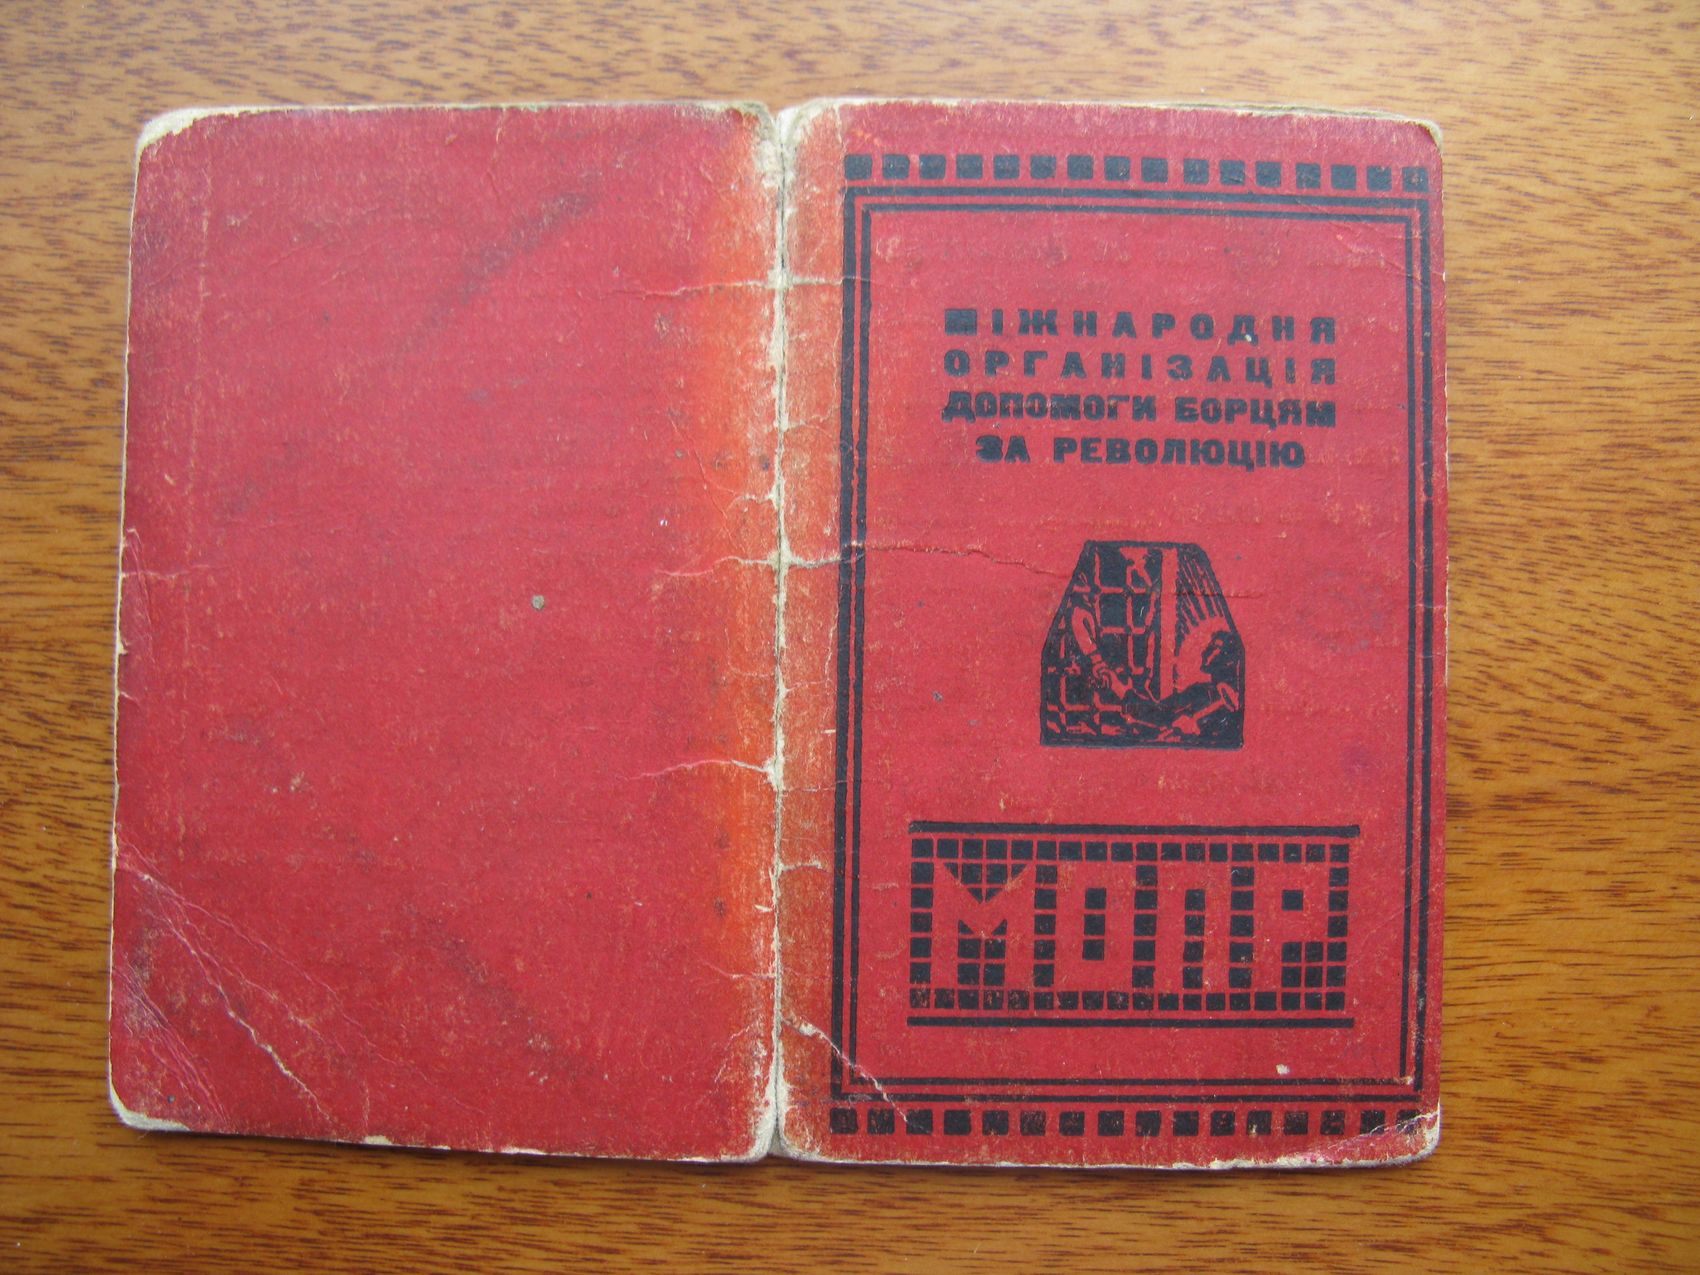 МІЖНАРОДНЯ
ОРГАНІЗАЦІЯ
ДОПОМОГИ БОРЦЯМ
ЗА РЕВОЛЮЦІЮ
МОПР